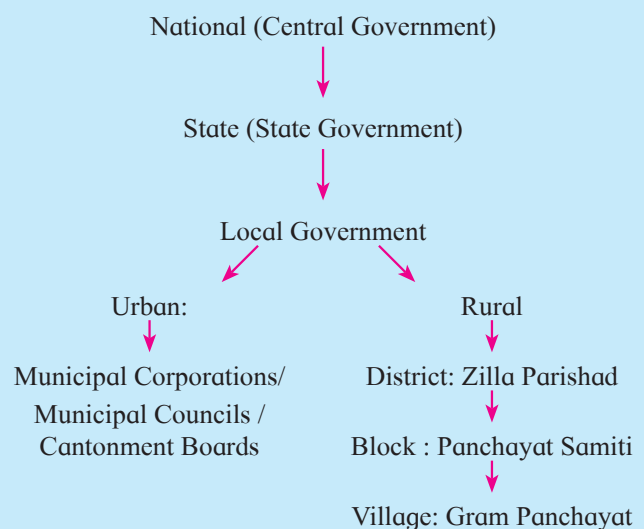 National (Central Government)
State (State Government)
Local Government
Urban:
Municipal Corporations/
Municipal Councils /
Cantonment Boards
Rural
District: Zilla Parishad
Block : Panchayat Samiti
Village: Gram Panchayat